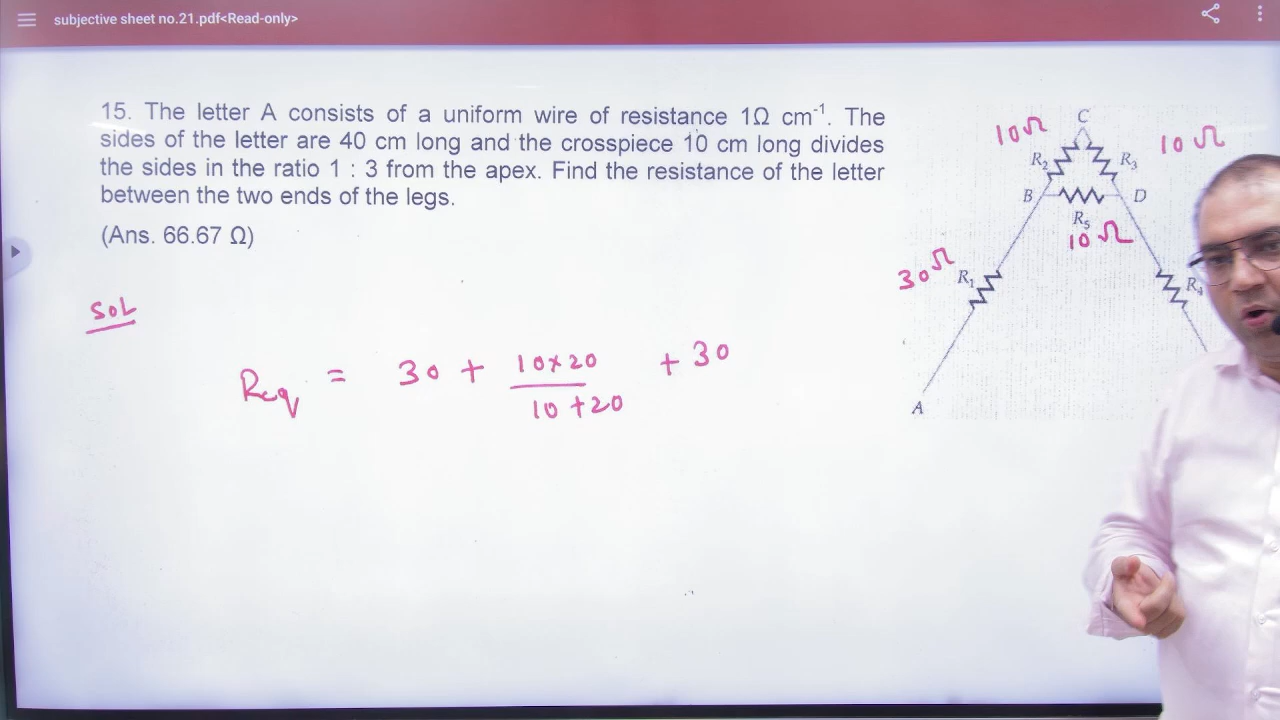 subjective sheet no.21.pdf<Read-only>
15. The letter A consists of a uniform wire of resistance 1Ω cm⁻¹. The
sides of the letter are 40 cm long and the crosspiece 10 cm long divides
the sides in the ratio 1 : 3 from the apex. Find the resistance of the letter
between the two ends of the legs.
(Ans. 66.67 Ω)
SOL
Req = 30 + 10×20 / 10+20 + 30
C
10Ω
10Ω
R₂
R₃
B
D
R₅
10Ω
30Ω
R₁
R₄
A